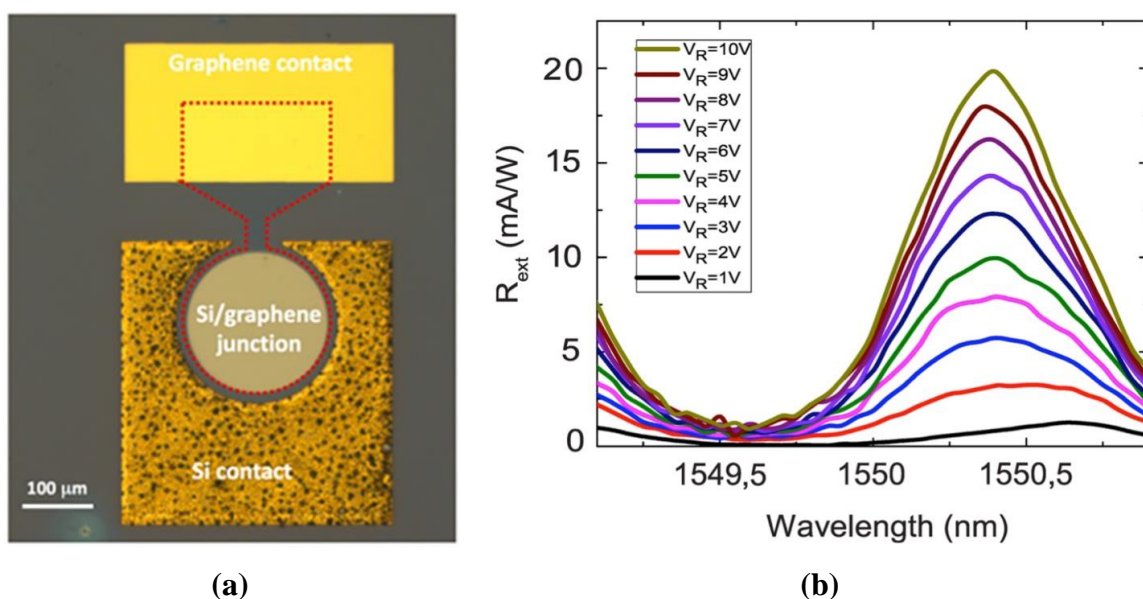 Graphene contact
Si/graphene
junction
Si contact
100 μm
(a)
R_ext (mA/W)
20
15
10
5
0
V_R=10V
V_R=9V
V_R=8V
V_R=7V
V_R=6V
V_R=5V
V_R=4V
V_R=3V
V_R=2V
V_R=1V
1549,5
1550
1550,5
Wavelength (nm)
(b)